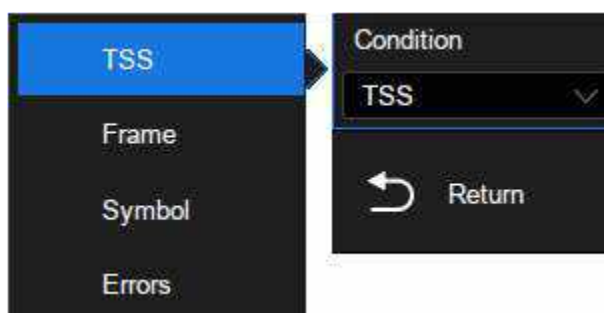 TSS
Frame
Symbol
Errors
Condition
TSS
Return